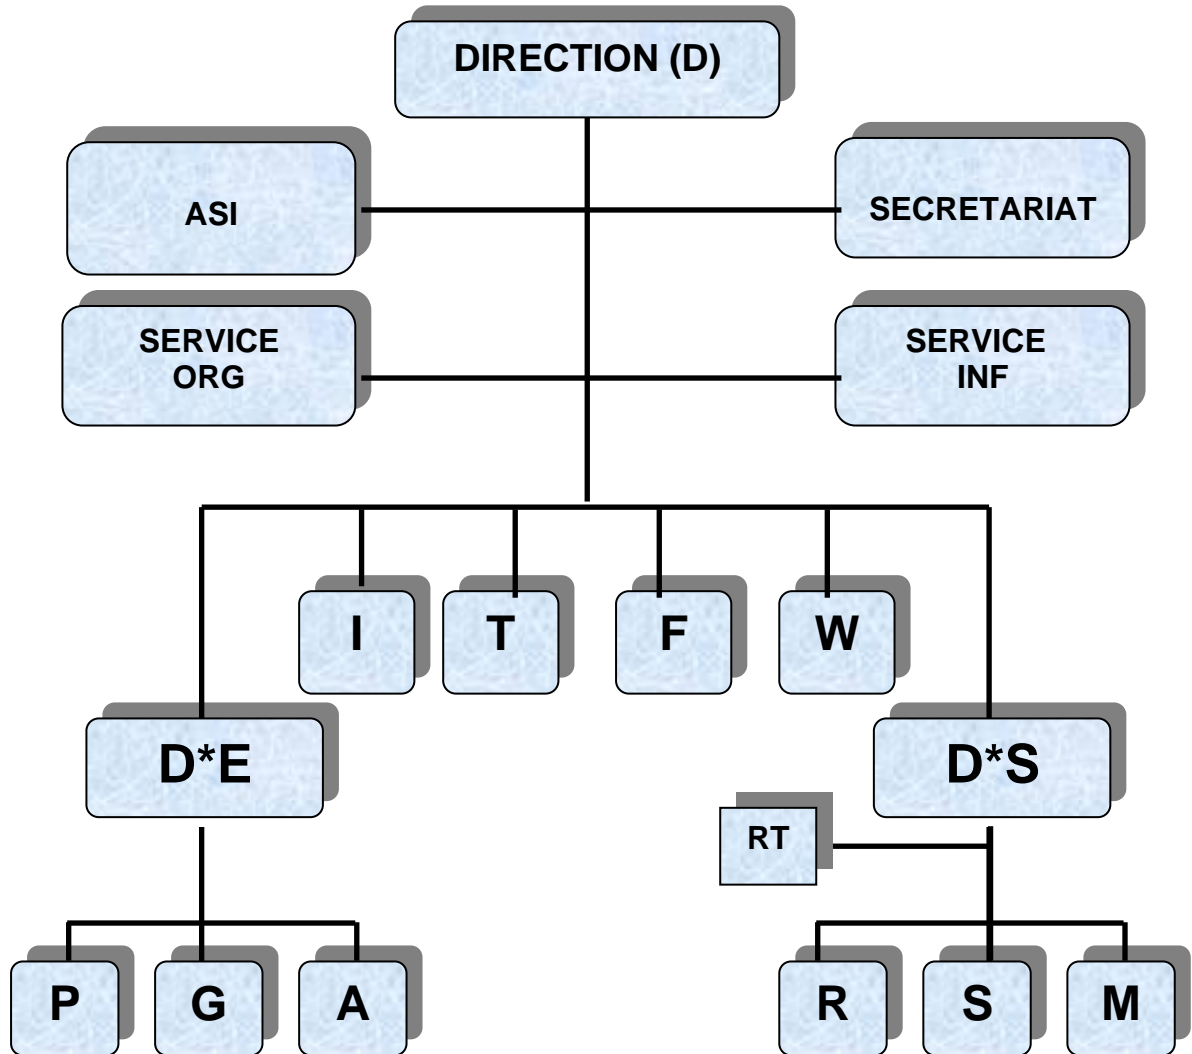 DIRECTION (D)
ASI
SECRETARIAT
SERVICE
ORG
SERVICE
INF
I
T
F
W
D*E
D*S
RT
P
G
A
R
S
M